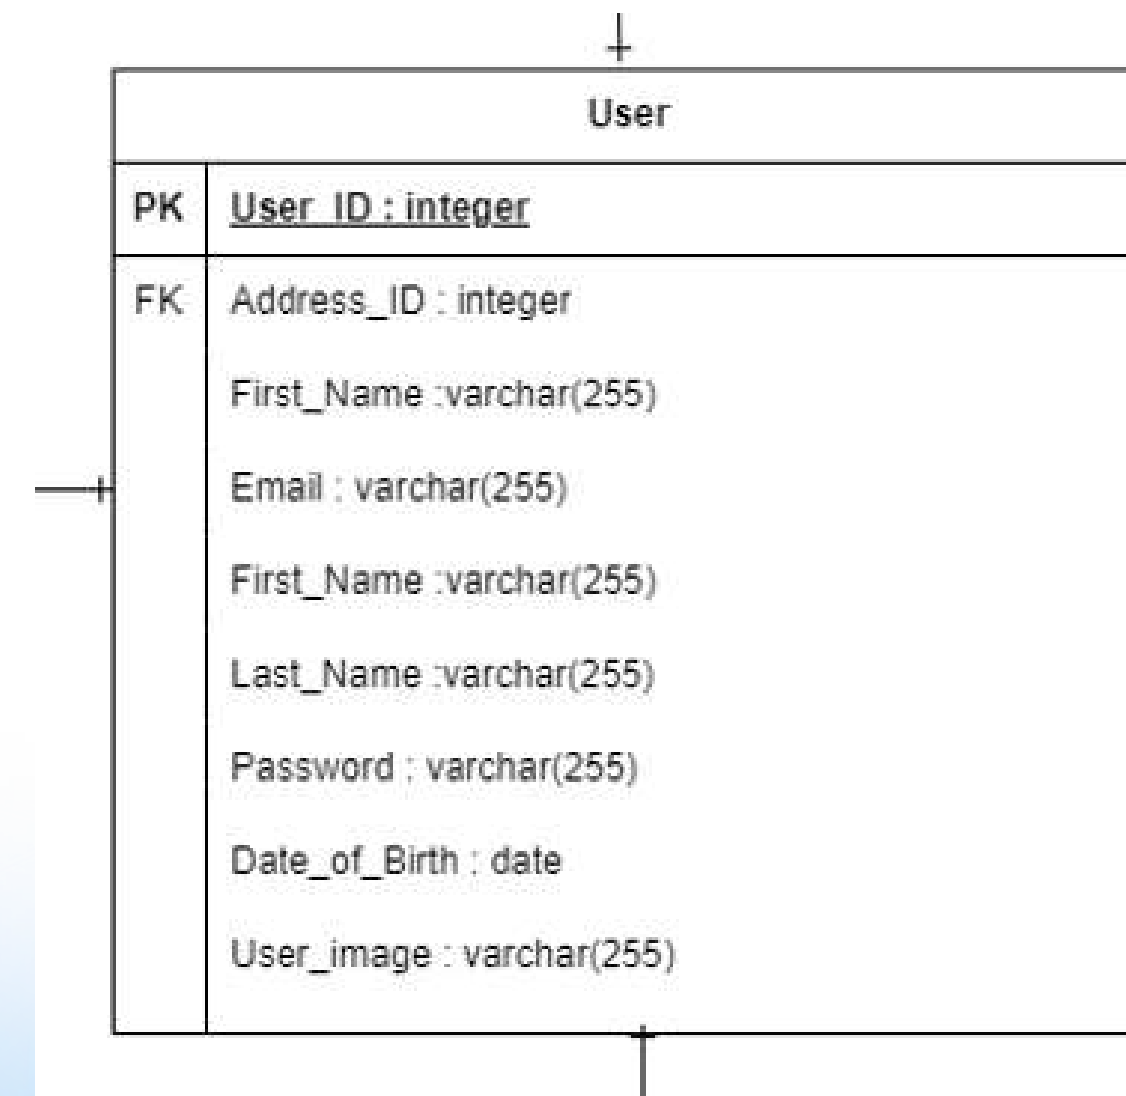 User
PK User_ID : integer
FK Address_ID : integer
First_Name :varchar(255)
Email : varchar(255)
First_Name :varchar(255)
Last_Name :varchar(255)
Password : varchar(255)
Date_of_Birth : date
User_image : varchar(255)